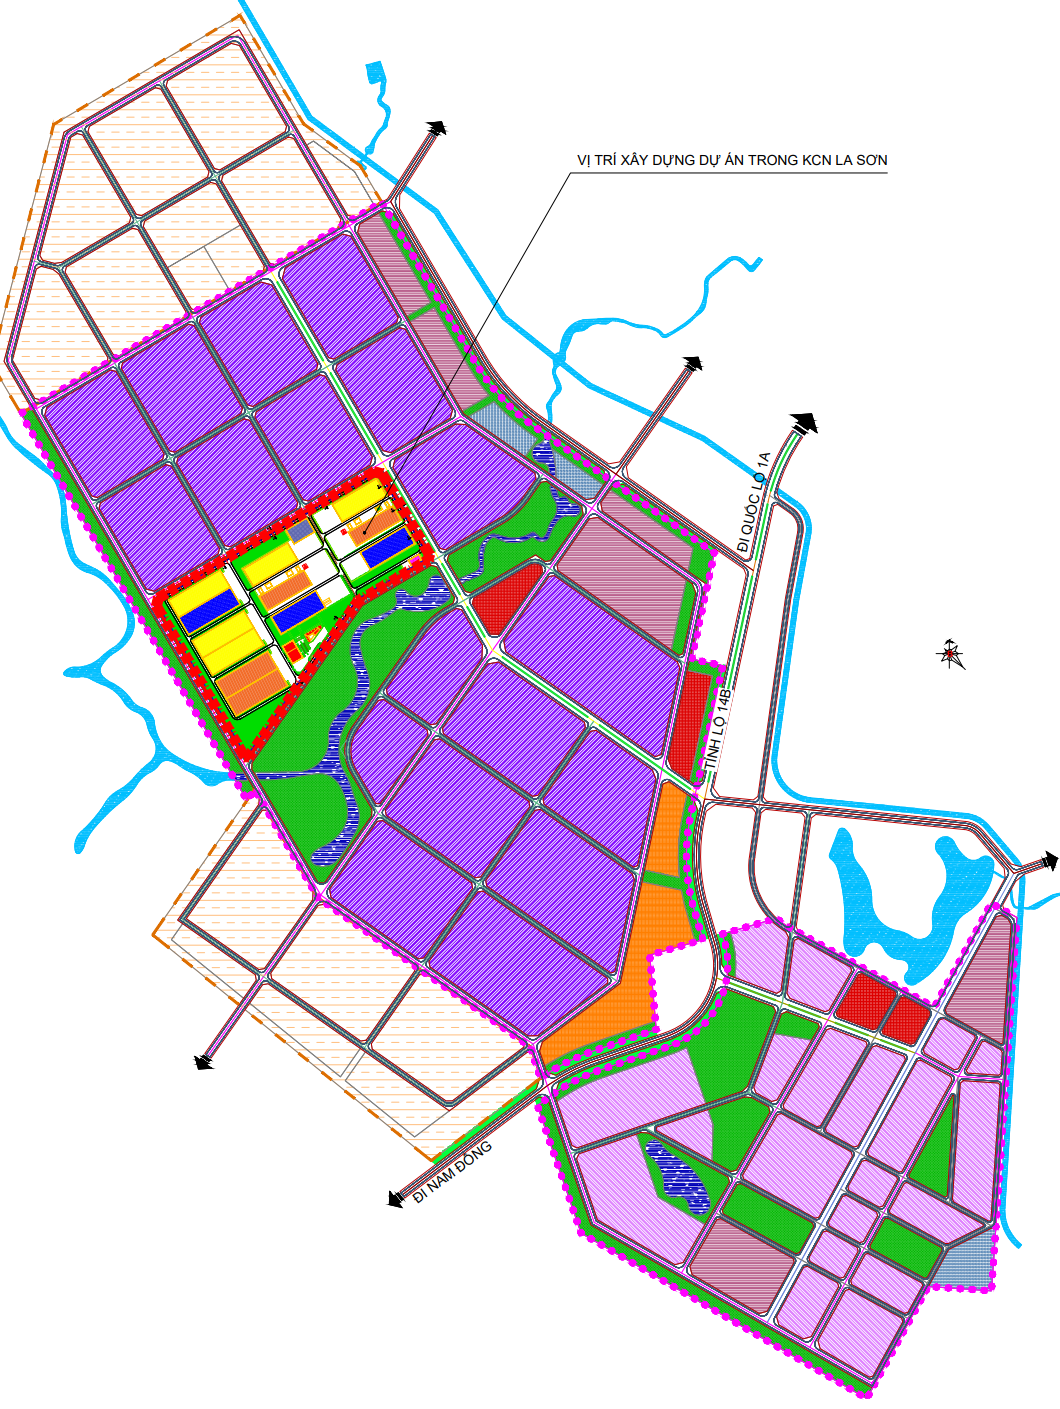 VỊ TRÍ XÂY DỰNG DỰ ÁN TRONG KCN LA SƠN
ĐI QUỐC LỘ 1A
TỈNH LỘ 14B
ĐI NAM ĐÔNG